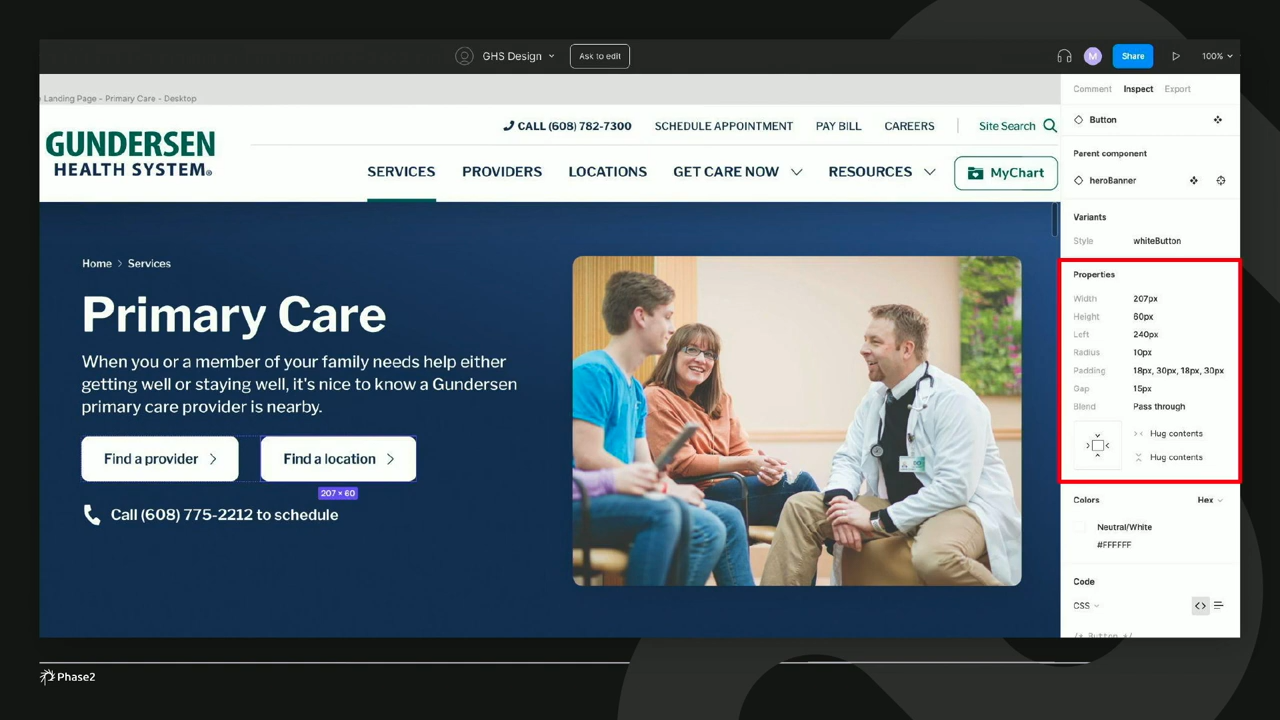 GHS Design
Ask to edit
M
Share
100%
Landing Page - Primary Care - Desktop
Comment Inspect Export
Button
Parent component
heroBanner
Variants
Style whiteButton
Properties
Width 207px
Height 60px
Left 240px
Radius 10px
Padding 18px, 30px, 18px, 30px
Gap 15px
Blend Pass through
Hug contents
Hug contents
Colors Hex
Neutral/White
#FFFFFF
Code
CSS
/* Button */
GUNDERSEN
HEALTH SYSTEM®
CALL (608) 782-7300 SCHEDULE APPOINTMENT PAY BILL CAREERS Site Search
SERVICES PROVIDERS LOCATIONS GET CARE NOW RESOURCES MyChart
Home > Services
Primary Care
When you or a member of your family needs help either
getting well or staying well, it's nice to know a Gundersen
primary care provider is nearby.
Find a provider Find a location
207 × 60
Call (608) 775-2212 to schedule
Phase2